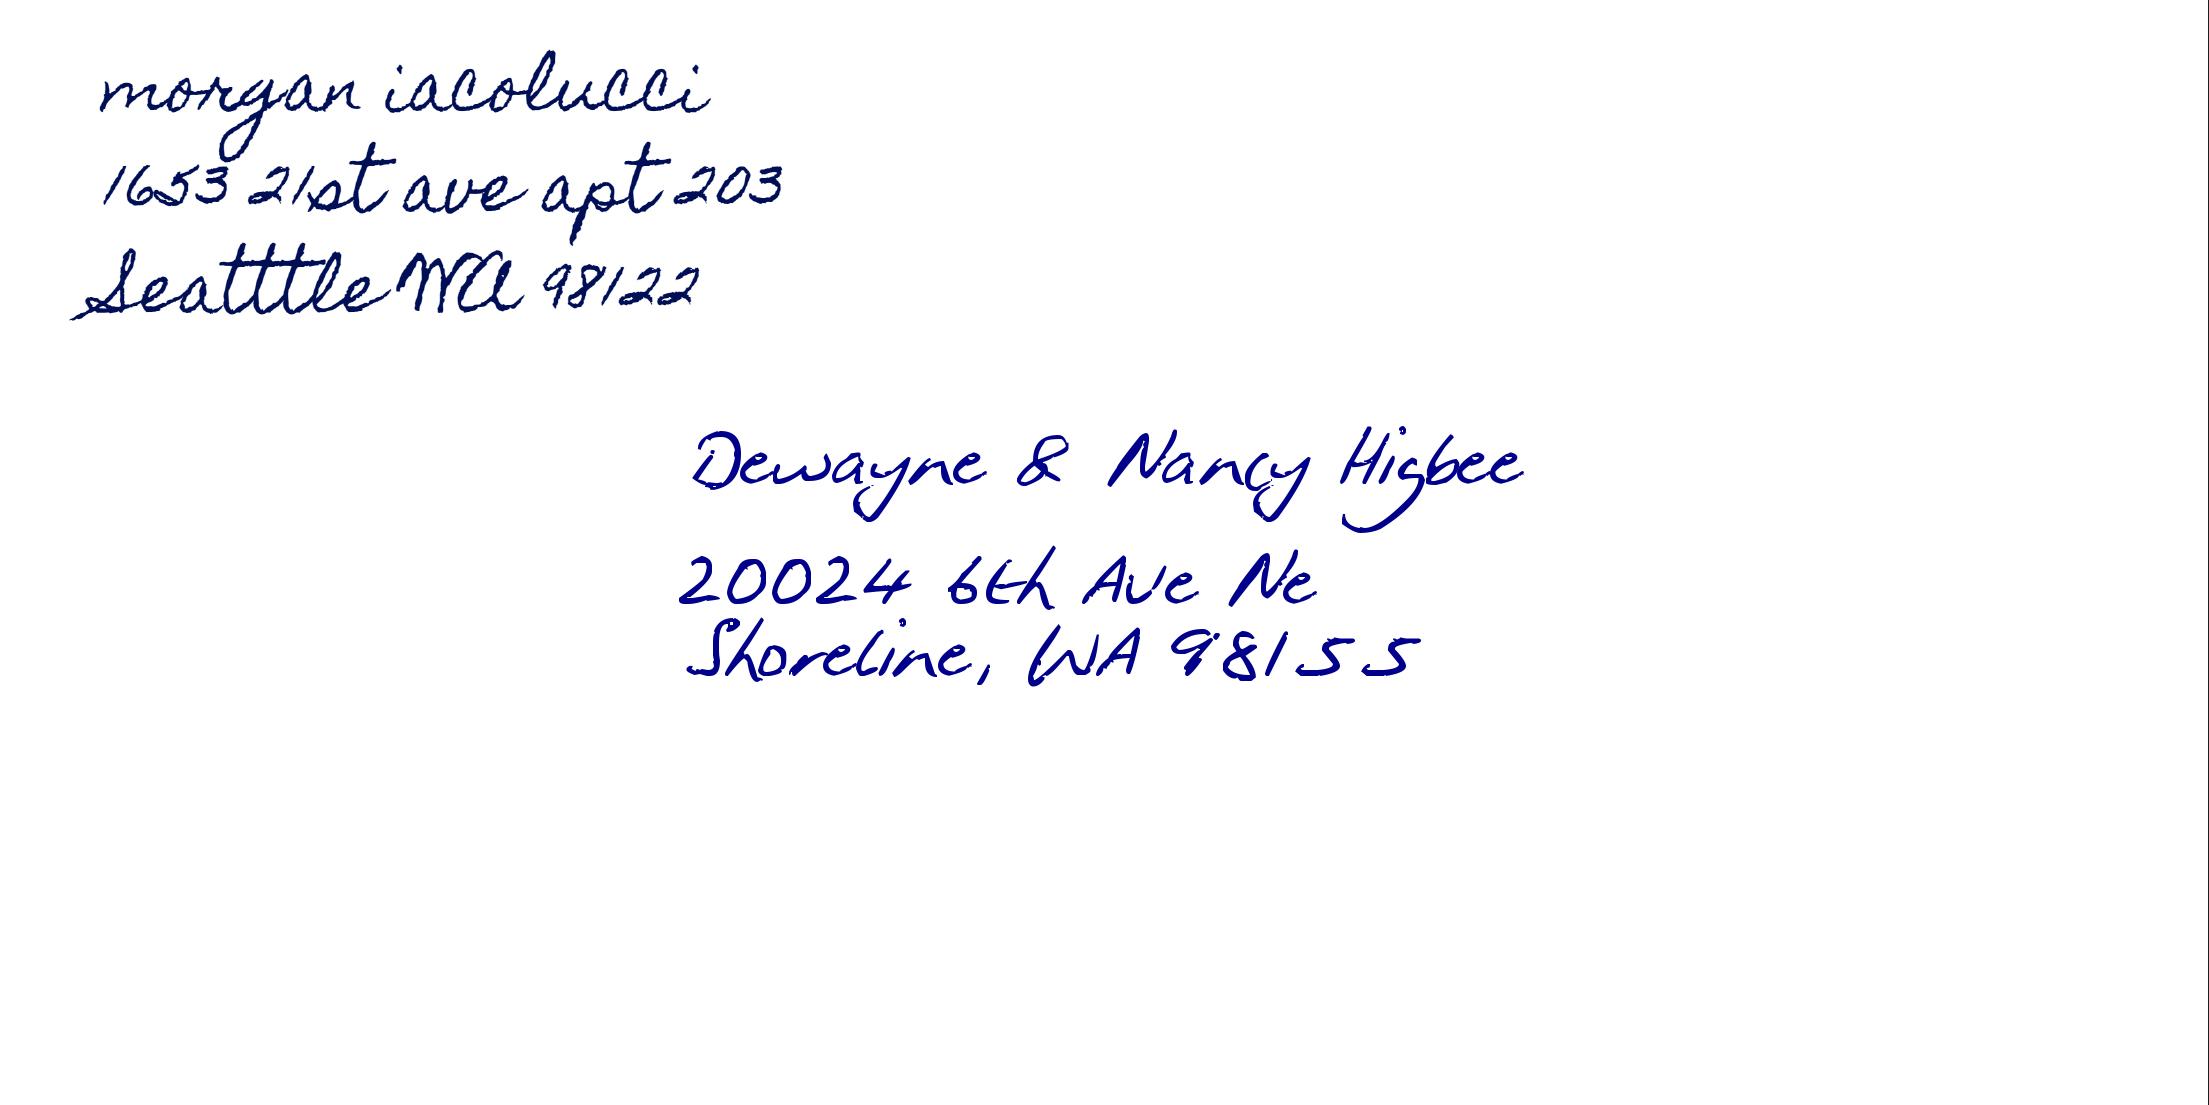 morgan iacolucci
1653 21st ave apt 203
Seatttle WA 98122
Dewayne & Nancy Higbee
20024 6th Ave Ne
Shoreline, WA 98155